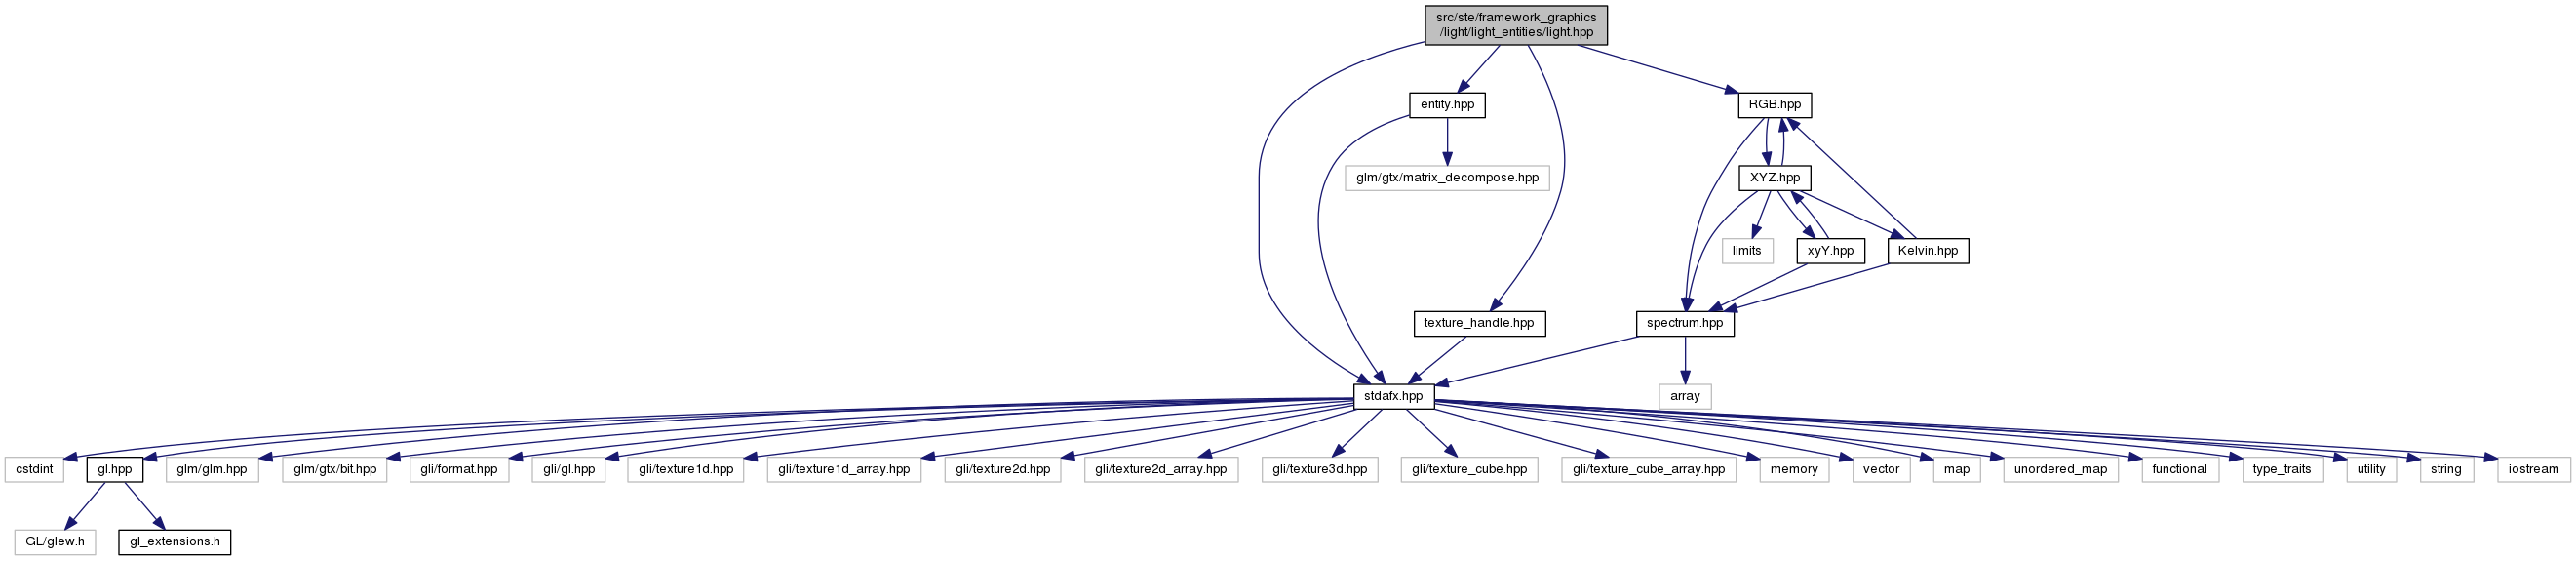 src/ste/framework_graphics
/light/light_entities/light.hpp
entity.hpp
RGB.hpp
glm/gtx/matrix_decompose.hpp
XYZ.hpp
limits
xyY.hpp
Kelvin.hpp
texture_handle.hpp
spectrum.hpp
stdafx.hpp
array
cstdint
gl.hpp
glm/glm.hpp
glm/gtx/bit.hpp
gli/format.hpp
gli/gl.hpp
gli/texture1d.hpp
gli/texture1d_array.hpp
gli/texture2d.hpp
gli/texture2d_array.hpp
gli/texture3d.hpp
gli/texture_cube.hpp
gli/texture_cube_array.hpp
memory
vector
map
unordered_map
functional
type_traits
utility
string
iostream
GL/glew.h
gl_extensions.h